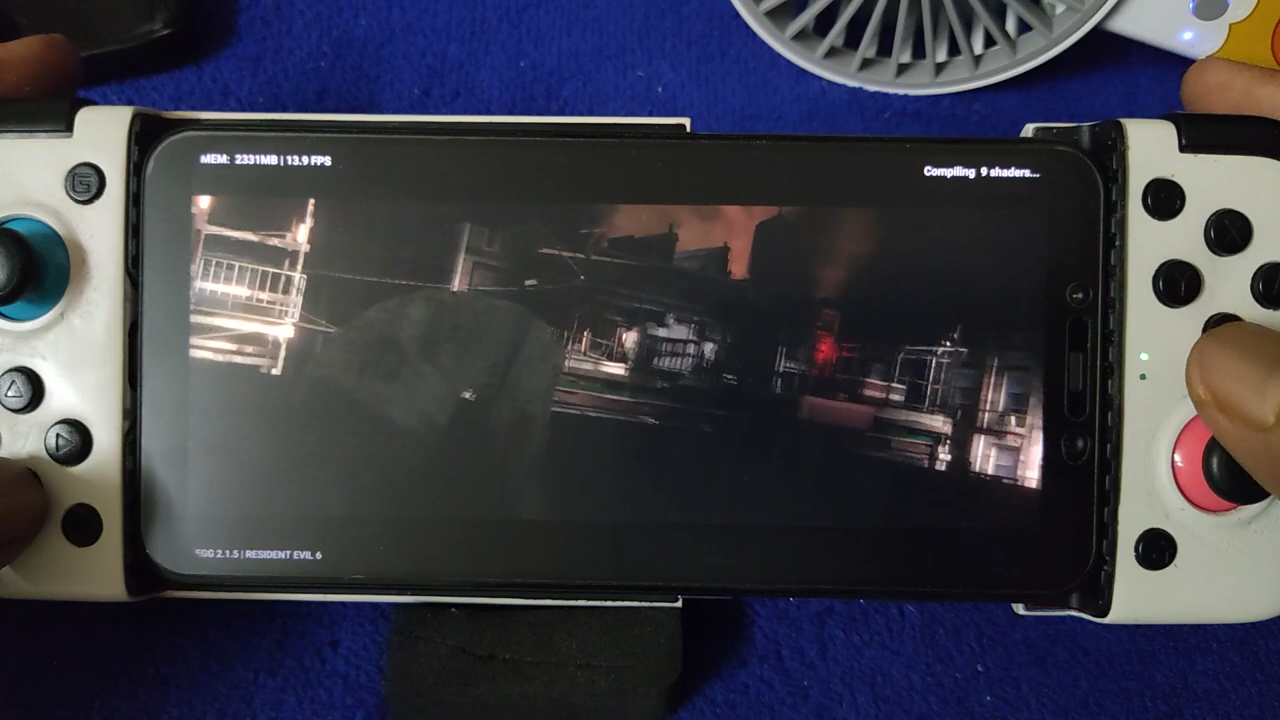 MEM: 2331MB | 13.9 FPS
Compiling 9 shaders...
EGG 2.1.5 | RESIDENT EVIL 6